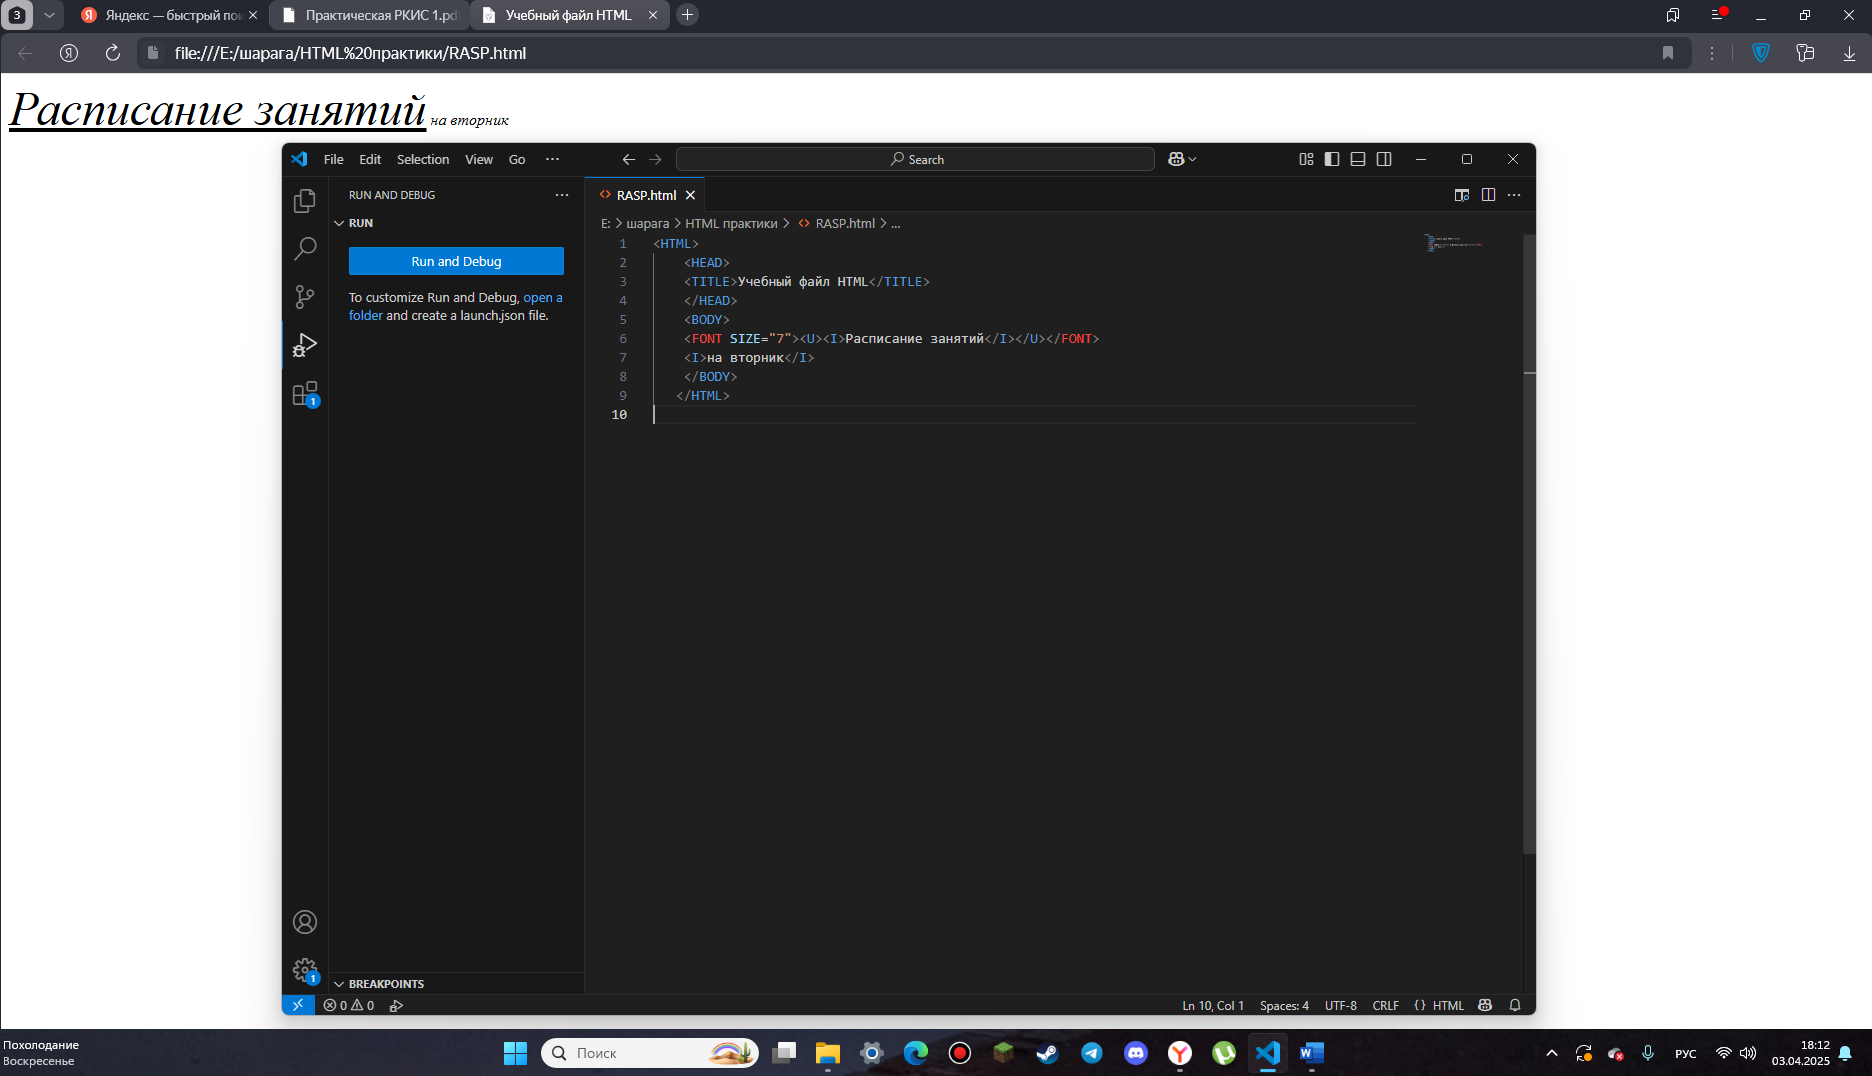 3
Яндекс — быстрый по
Практическая РКИС 1.pd
Учебный файл HTML
file:///E:/шарага/HTML%20практики/RASP.html
Расписание занятий на вторник
File Edit Selection View Go ···
Search
RUN AND DEBUG
RUN
Run and Debug
To customize Run and Debug, open a
folder and create a launch.json file.
1
1
BREAKPOINTS
RASP.html
E: > шарага > HTML практики > RASP.html > ...
1 <HTML>
2 <HEAD>
3 <TITLE>Учебный файл HTML</TITLE>
4 </HEAD>
5 <BODY>
6 <FONT SIZE="7"><U><I>Расписание занятий</I></U></FONT>
7 <I>на вторник</I>
8 </BODY>
9 </HTML>
10
0 0
Ln 10, Col 1 Spaces: 4 UTF-8 CRLF {} HTML
Похолодание
Воскресенье
Поиск
РУС
18:12
03.04.2025